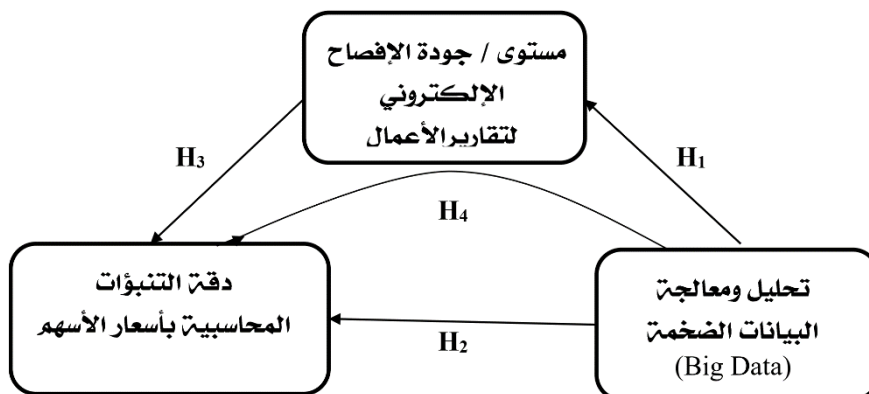 مستوى / جودة الإفصاح
الإلكتروني
لتقارير الأعمال
H₃
H₁
H₄
دقة التنبؤات
المحاسبية بأسعار الأسهم
تحليل ومعالجة
البيانات الضخمة
(Big Data)
H₂